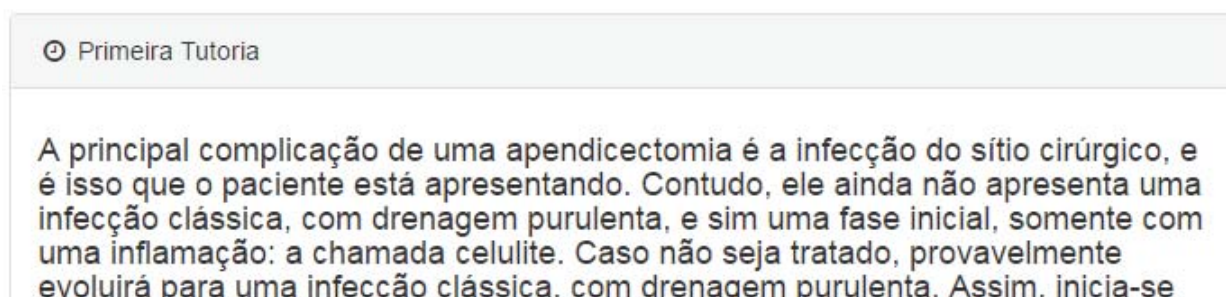 Primeira Tutoria
A principal complicação de uma apendicectomia é a infecção do sítio cirúrgico, e
é isso que o paciente está apresentando. Contudo, ele ainda não apresenta uma
infecção clássica, com drenagem purulenta, e sim uma fase inicial, somente com
uma inflamação: a chamada celulite. Caso não seja tratado, provavelmente
evoluirá para uma infecção clássica, com drenagem purulenta. Assim, inicia-se